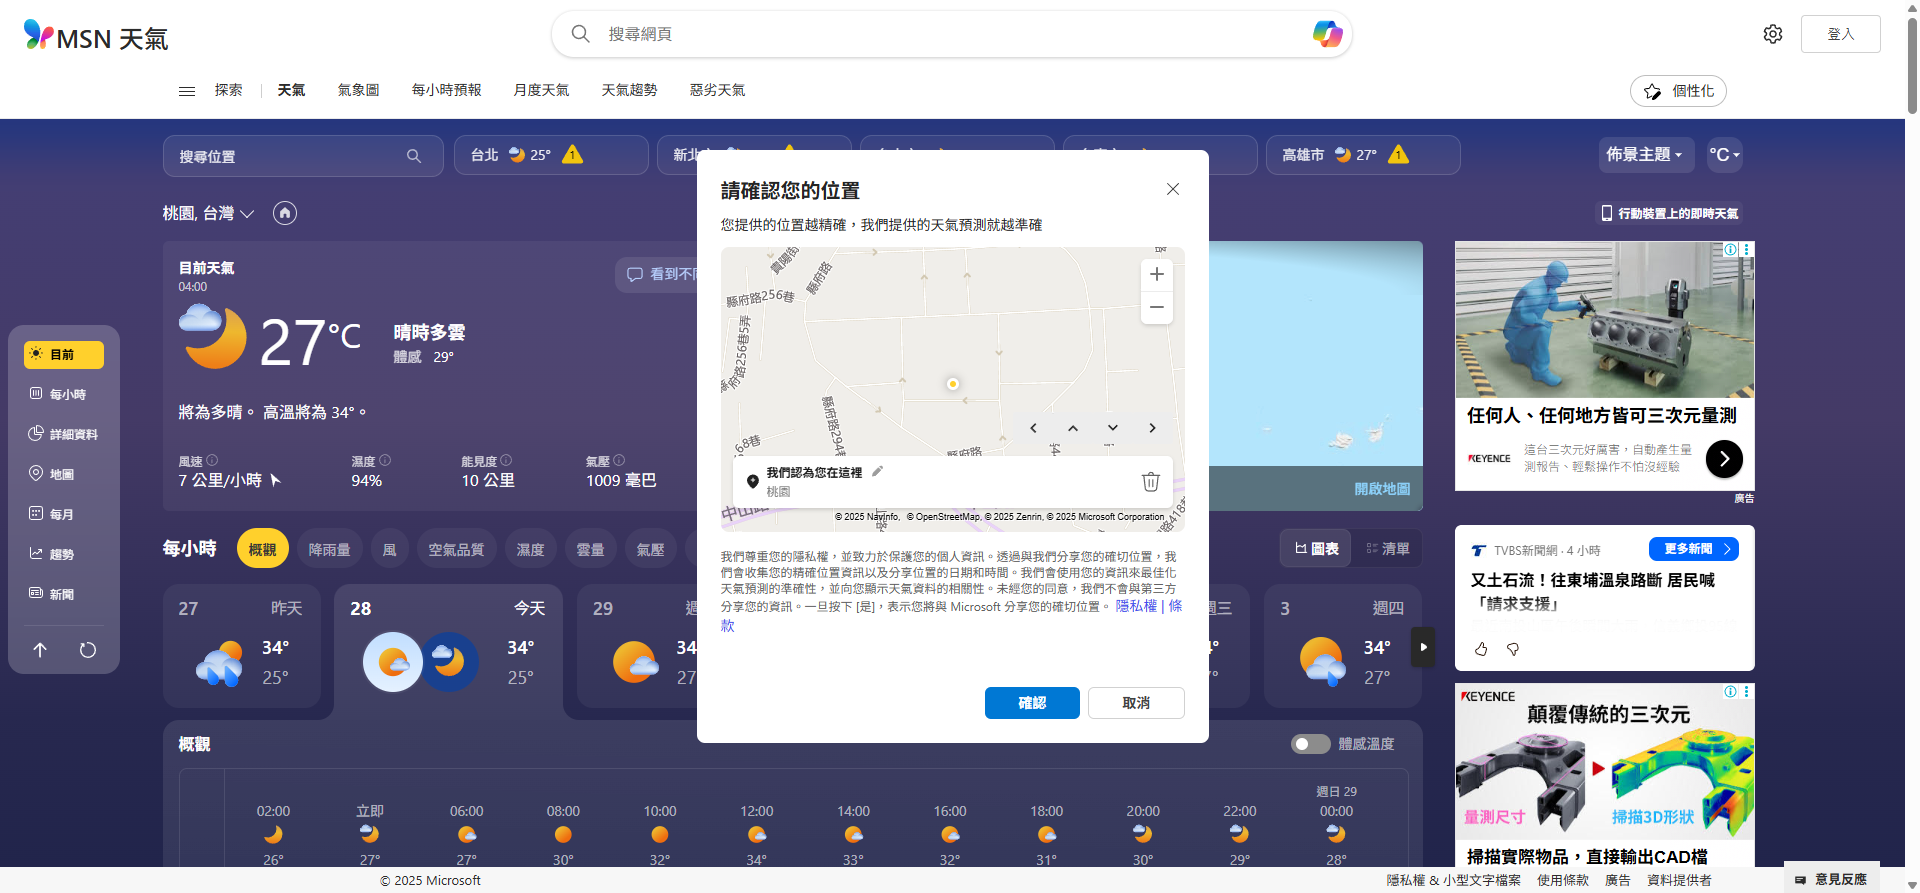 MSN 天氣
搜尋網頁
登入
探索
天氣
氣象圖
每小時預報
月度天氣
天氣趨勢
惡劣天氣
個性化
搜尋位置
台北 25° 1
高雄市 27° 1
佈景主題
°C
桃園, 台灣
行動裝置上的即時天氣
目前天氣
04:00
27°C
晴時多雲
體感 29°
將為多晴。 高溫將為 34°。
風速
7 公里/小時
濕度
94%
能見度
10 公里
氣壓
1009 毫巴
開啟地圖
目前
每小時
詳細資料
地圖
每月
趨勢
新聞
每小時
概觀
降雨量
風
空氣品質
濕度
雲量
氣壓
圖表
清單
27 昨天
34°
25°
28 今天
34°
25°
29
3 週四
34°
27°
概觀
體感溫度
週日 29
02:00 立即 06:00 08:00 10:00 12:00 14:00 16:00 18:00 20:00 22:00 00:00
26° 27° 27° 30° 32° 34° 33° 32° 31° 30° 29° 28°
請確認您的位置
您提供的位置越精確，我們提供的天氣預測就越準確
貴陽街
縣府路
縣府路256巷
縣府路256巷5弄
縣府路294巷
縣府路
中山路
418巷
我們認為您在這裡
桃園
© 2025 NavInfo, © OpenStreetMap, © 2025 Zenrin, © 2025 Microsoft Corporation
我們尊重您的隱私權，並致力於保護您的個人資訊。透過與我們分享您的確切位置，我
們會收集您的精確位置資訊以及分享位置的日期和時間。我們會使用您的資訊來最佳化
天氣預測的準確性，並向您顯示天氣資料的相關性。未經您的同意，我們不會與第三方
分享您的資訊。一旦按下 [是]，表示您將與 Microsoft 分享您的確切位置。 隱私權 | 條
款
確認
取消
任何人、任何地方皆可三次元量測
KEYENCE
這台三次元好厲害，自動產生量
測報告、輕鬆操作不怕沒經驗
廣告
TVBS新聞網 · 4 小時
更多新聞
又土石流！往東埔溫泉路斷 居民喊
「請求支援」
KEYENCE
顛覆傳統的三次元
量測尺寸
掃描3D形狀
掃描實際物品，直接輸出CAD檔
© 2025 Microsoft
隱私權 & 小型文字檔案
使用條款
廣告
資料提供者
意見反應